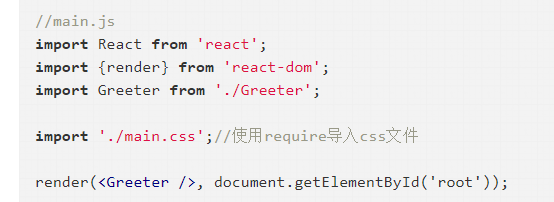 //main.js
import React from 'react';
import {render} from 'react-dom';
import Greeter from './Greeter';
import './main.css';//使用require导入css文件
render(<Greeter />, document.getElementById('root'));